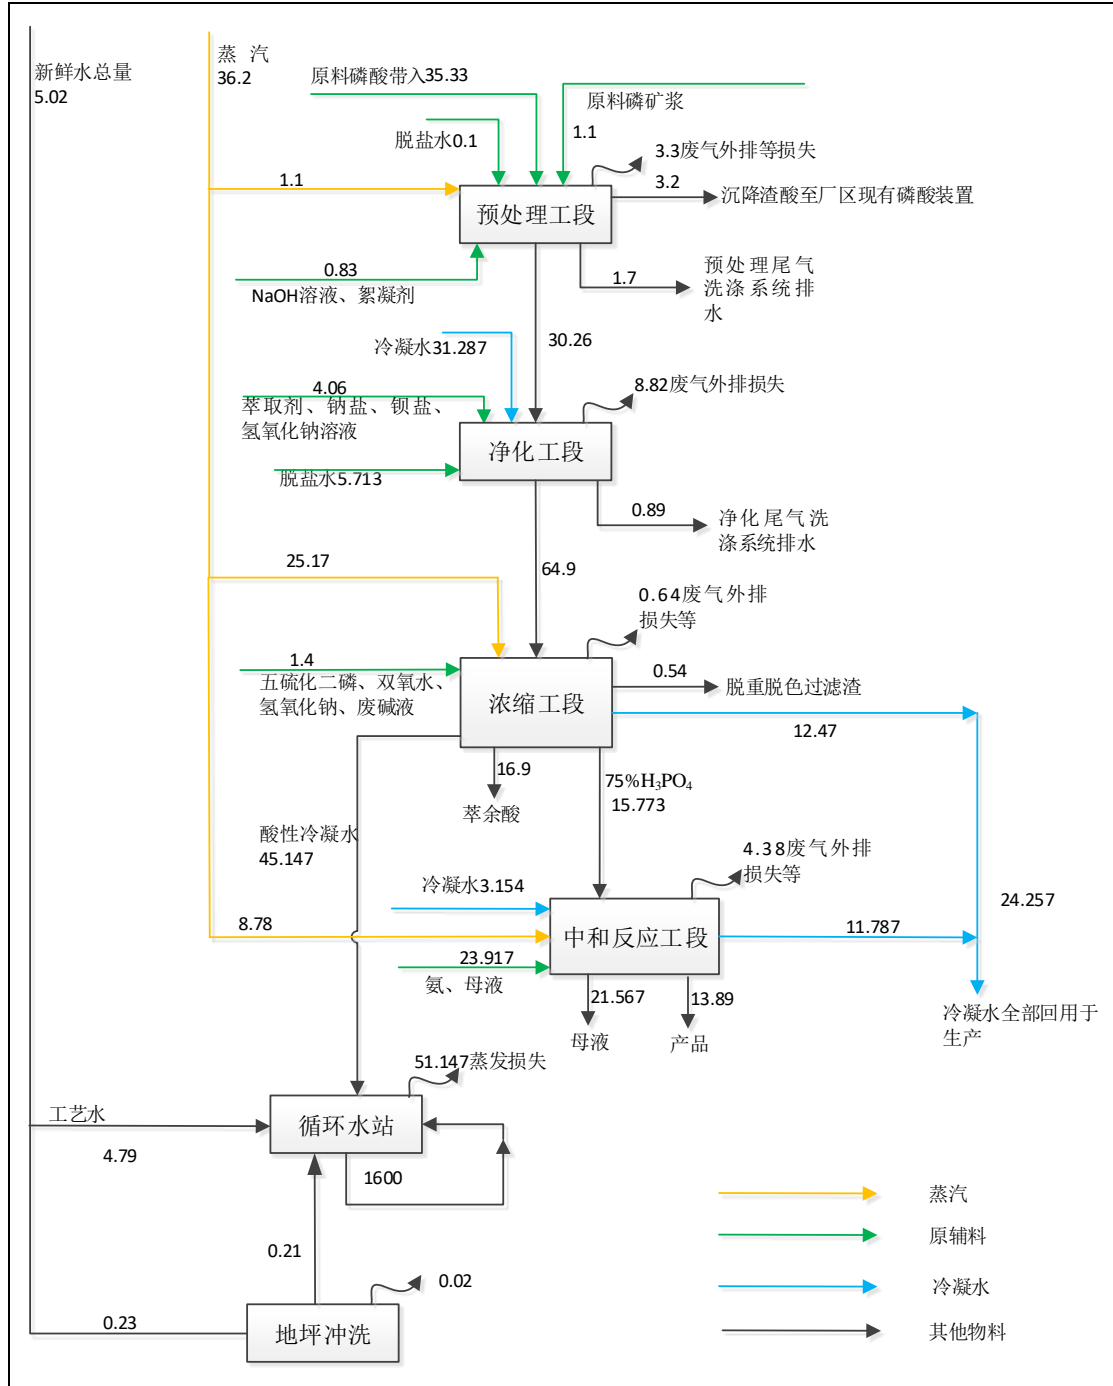 新鲜水总量
5.02
蒸 汽
36.2
原料磷酸带入35.33
原料磷矿浆
1.1
脱盐水0.1
3.3废气外排等损失
1.1
3.2
沉降渣酸至厂区现有磷酸装置
预处理工段
0.83
NaOH溶液、絮凝剂
1.7
预处理尾气
洗涤系统排
水
冷凝水31.287
30.26
4.06
萃取剂、钠盐、钡盐、
氢氧化钠溶液
8.82废气外排损失
净化工段
脱盐水5.713
0.89
净化尾气洗
涤系统排水
25.17
64.9
0.64废气外排
损失等
1.4
五硫化二磷、双氧水、
氢氧化钠、废碱液
浓缩工段
0.54
脱重脱色过滤渣
12.47
16.9
萃余酸
75%H₃PO₄
15.773
酸性冷凝水
45.147
4.38废气外排
损失等
冷凝水3.154
24.257
8.78
中和反应工段
11.787
23.917
氨、母液
21.567
13.89
母液
产品
冷凝水全部回用于
生产
51.147蒸发损失
工艺水
4.79
循环水站
1600
蒸汽
原辅料
0.21
0.02
冷凝水
0.23
地坪冲洗
其他物料